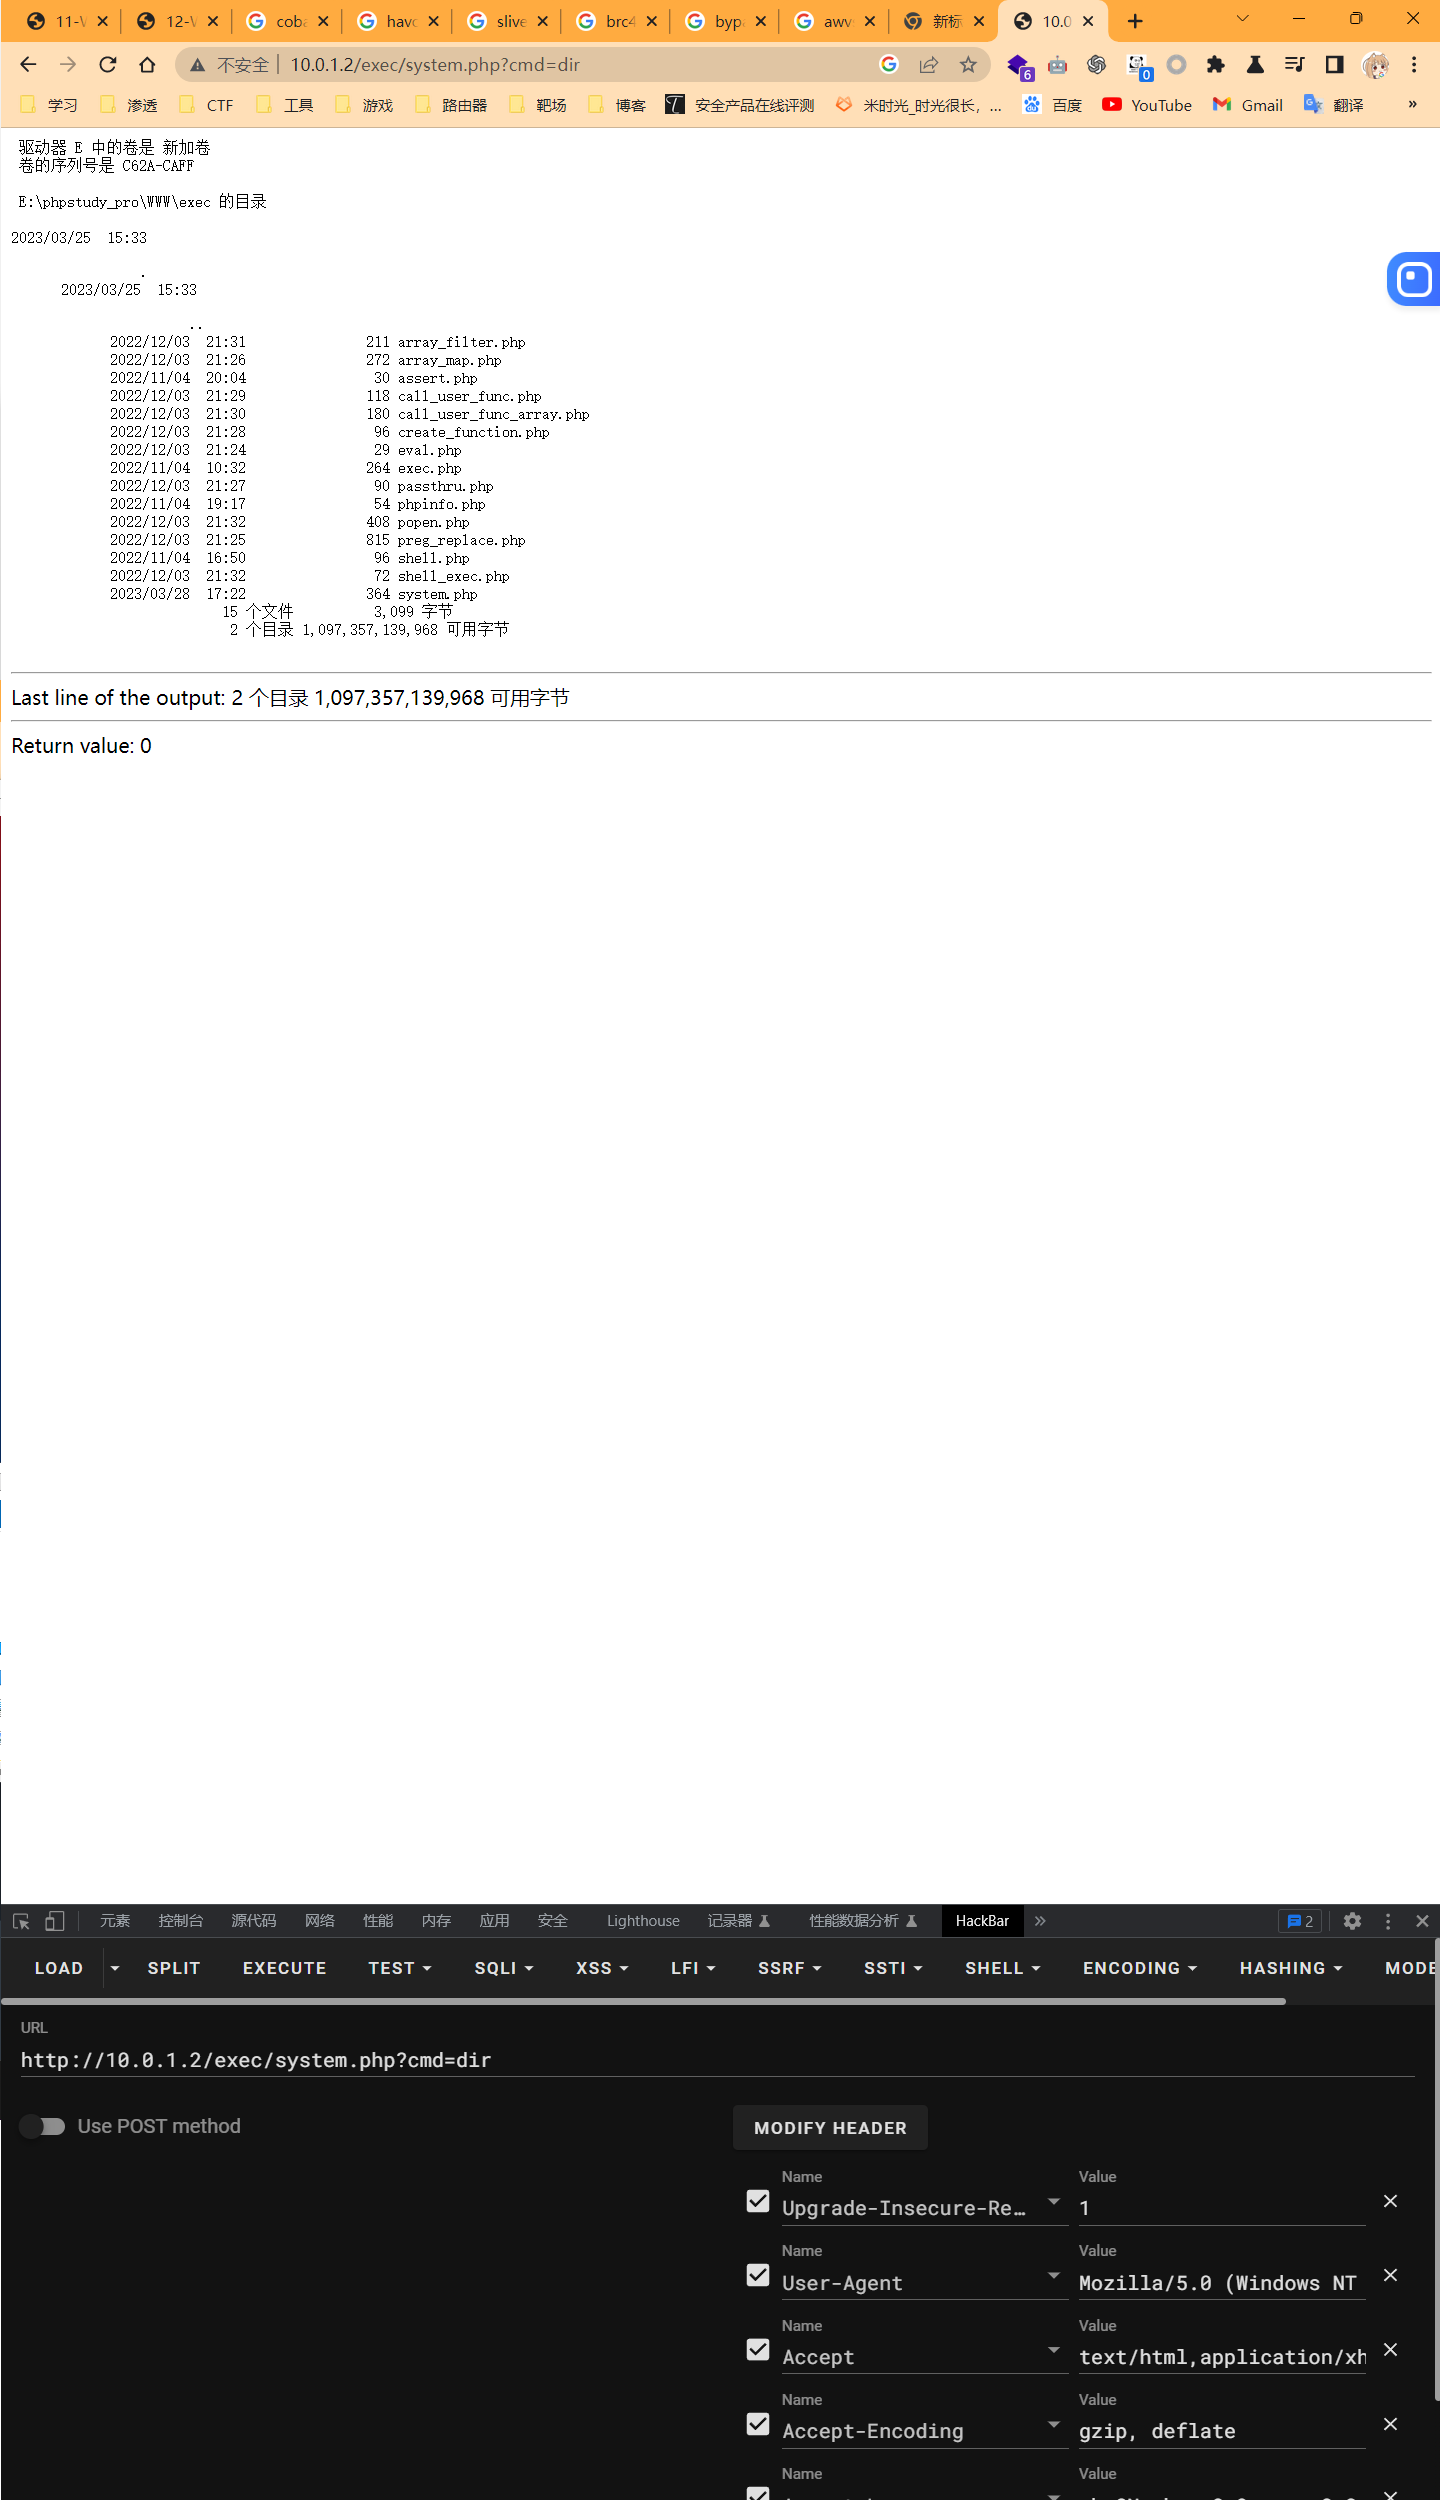 11-V
12-V
coba
havo
slive
brc4
bypa
awv
新标
10.0
不安全 | 10.0.1.2/exec/system.php?cmd=dir
6
0
学习 渗透 CTF 工具 游戏 路由器 靶场 博客 安全产品在线评测 米时光_时光很长，... 百度 YouTube Gmail 翻译 »
驱动器 E 中的卷是 新加卷
卷的序列号是 C62A-CAFF
E:\phpstudy_pro\WWW\exec 的目录
2023/03/25  15:33
.
2023/03/25  15:33
..
2022/12/03  21:31               211 array_filter.php
2022/12/03  21:26               272 array_map.php
2022/11/04  20:04                30 assert.php
2022/12/03  21:29               118 call_user_func.php
2022/12/03  21:30               180 call_user_func_array.php
2022/12/03  21:28                96 create_function.php
2022/12/03  21:24                29 eval.php
2022/11/04  10:32               264 exec.php
2022/12/03  21:27                90 passthru.php
2022/11/04  19:17                54 phpinfo.php
2022/12/03  21:32               408 popen.php
2022/12/03  21:25               815 preg_replace.php
2022/11/04  16:50                96 shell.php
2022/12/03  21:32                72 shell_exec.php
2023/03/28  17:22               364 system.php
15 个文件          3,099 字节
2 个目录 1,097,357,139,968 可用字节
Last line of the output: 2 个目录 1,097,357,139,968 可用字节
Return value: 0
元素 控制台 源代码 网络 性能 内存 应用 安全 Lighthouse 记录器 性能数据分析 HackBar » 2
LOAD SPLIT EXECUTE TEST SQLI XSS LFI SSRF SSTI SHELL ENCODING HASHING MODE
URL
http://10.0.1.2/exec/system.php?cmd=dir
Use POST method
MODIFY HEADER
Name Value
Upgrade-Insecure-Re... 1
Name Value
User-Agent Mozilla/5.0 (Windows NT
Name Value
Accept text/html,application/xh
Name Value
Accept-Encoding gzip, deflate
Name Value